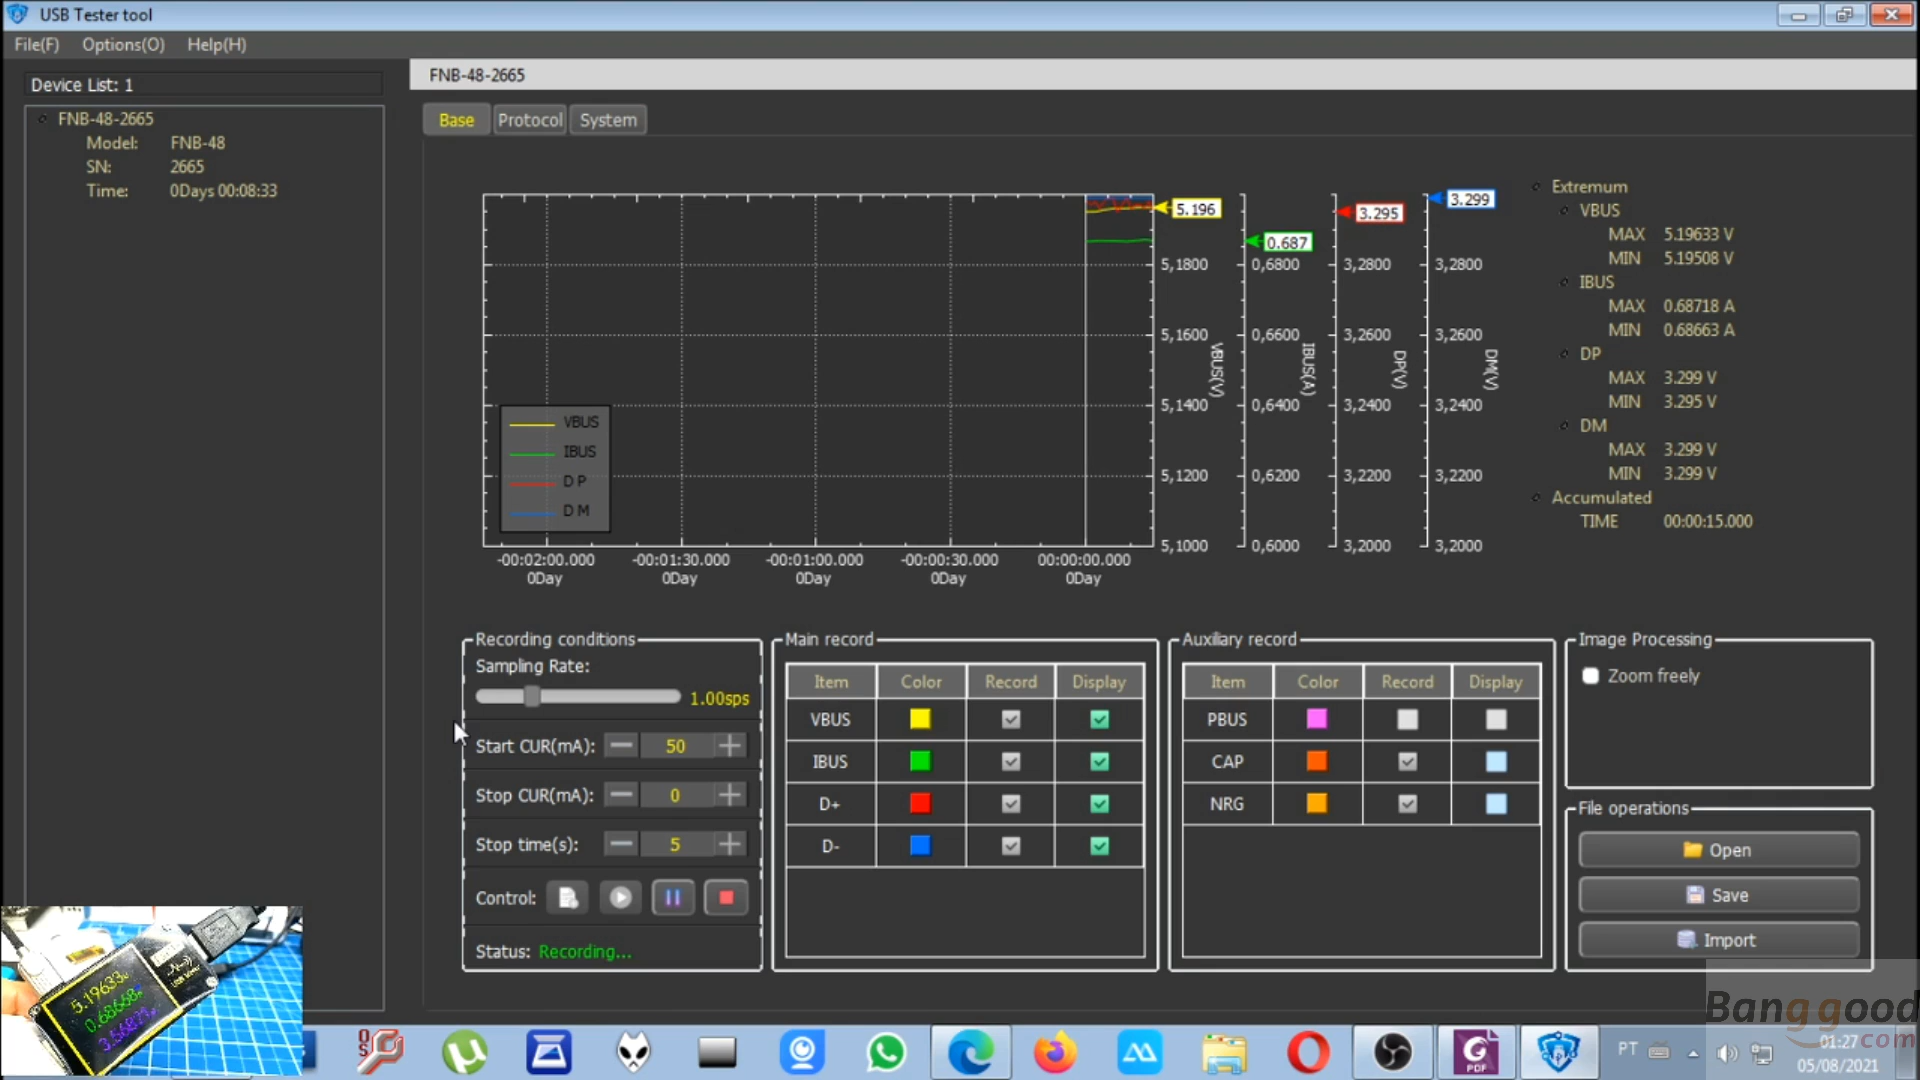 USB Tester tool
File(F) Options(O) Help(H)
Device List: 1
FNB-48-2665
Model: FNB-48
SN: 2665
Time: 0Days 00:08:33
FNB-48-2665
Base Protocol System
5.196 0.687 3.295 3.299
5,1800 0,6800 3,2800 3,2800
5,1600 0,6600 3,2600 3,2600
VBUS(V) IBUS(A) DP(V) DM(V)
5,1400 0,6400 3,2400 3,2400
5,1200 0,6200 3,2200 3,2200
5,1000 0,6000 3,2000 3,2000
VBUS
IBUS
D P
D M
-00:02:00.000 -00:01:30.000 -00:01:00.000 -00:00:30.000 00:00:00.000
0Day 0Day 0Day 0Day 0Day
Extremum
VBUS
MAX 5.19633 V
MIN 5.19508 V
IBUS
MAX 0.68718 A
MIN 0.68663 A
DP
MAX 3.299 V
MIN 3.295 V
DM
MAX 3.299 V
MIN 3.299 V
Accumulated
TIME 00:00:15.000
Recording conditions
Sampling Rate:
1.00sps
Start CUR(mA): 50
Stop CUR(mA): 0
Stop time(s): 5
Control:
Status: Recording...
Main record
Item Color Record Display
VBUS
IBUS
D+
D-
Auxiliary record
Item Color Record Display
PBUS
CAP
NRG
Image Processing
Zoom freely
File operations
Open
Save
Import
5.19633
0.68668
Banggood
.com
PDF
PT
01:27
05/08/2021